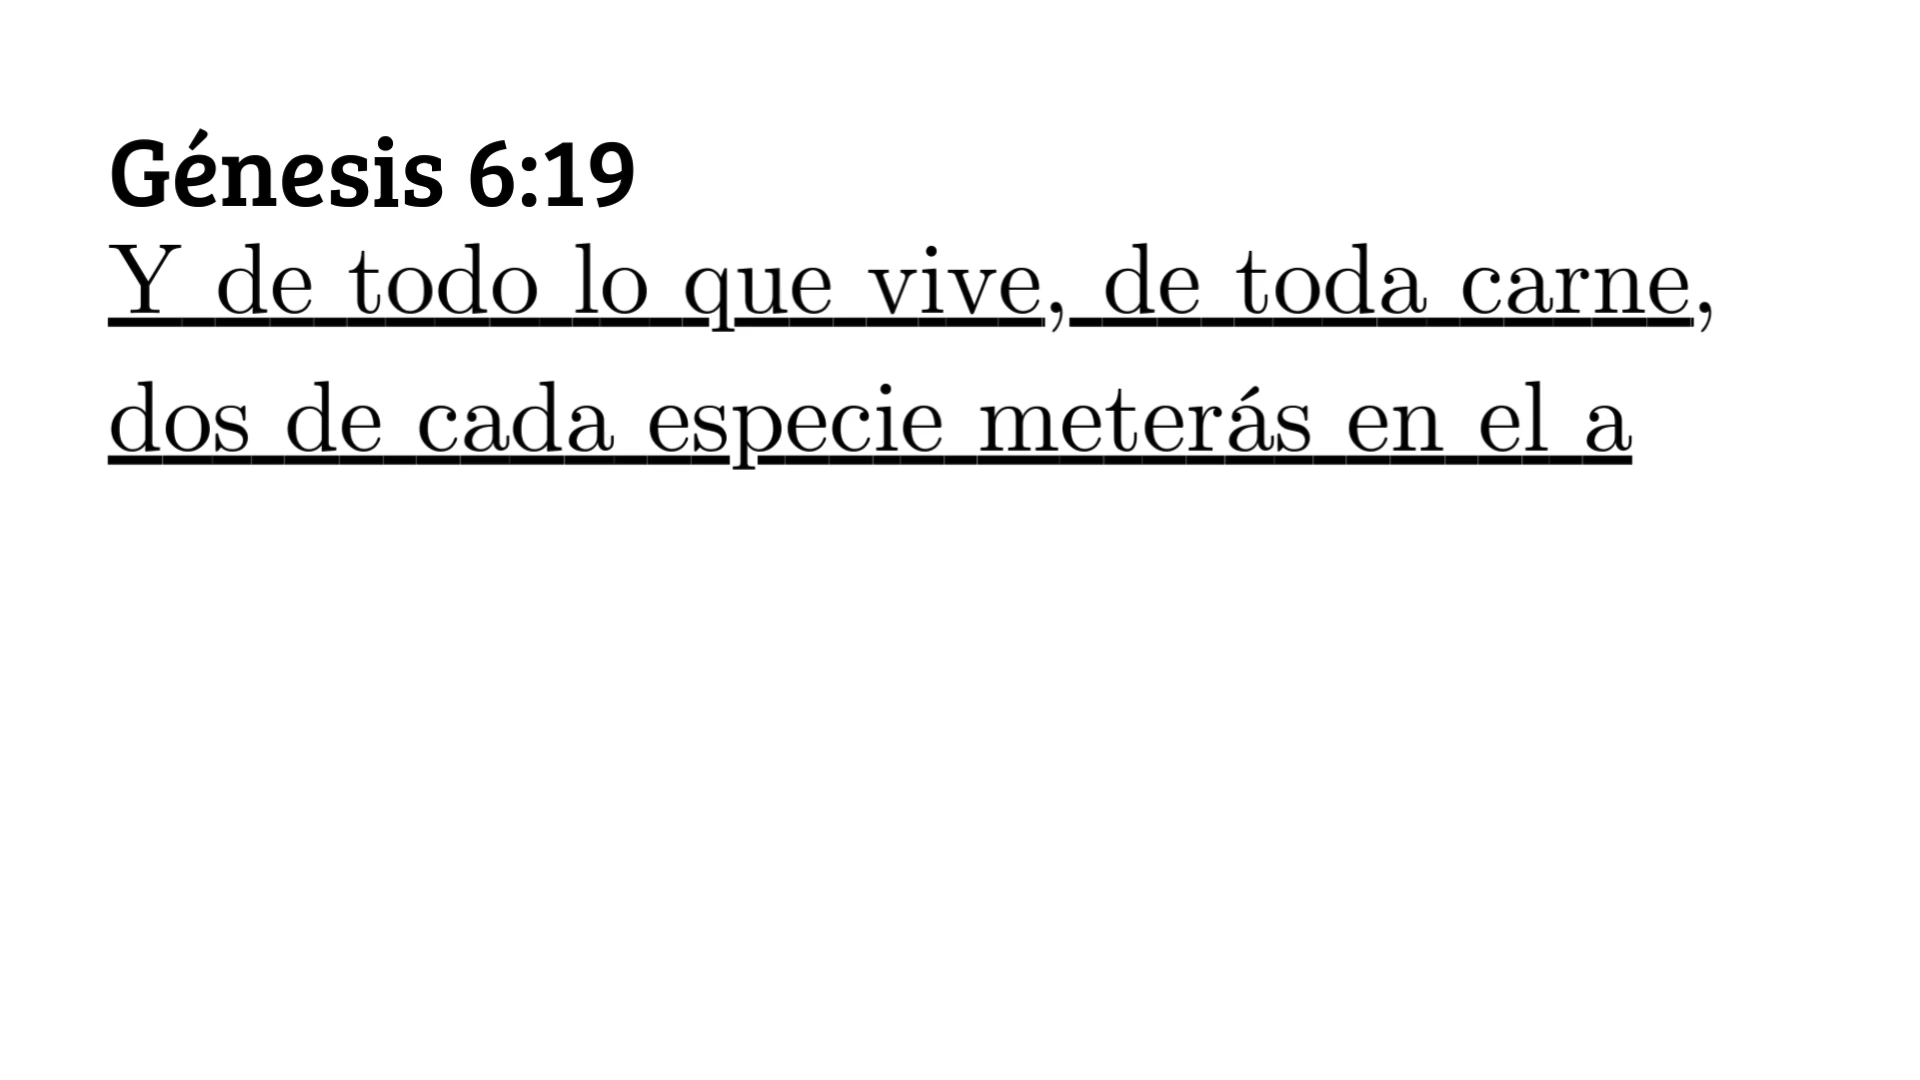 Génesis 6:19
Y de todo lo que vive, de toda carne,
dos de cada especie meterás en el a